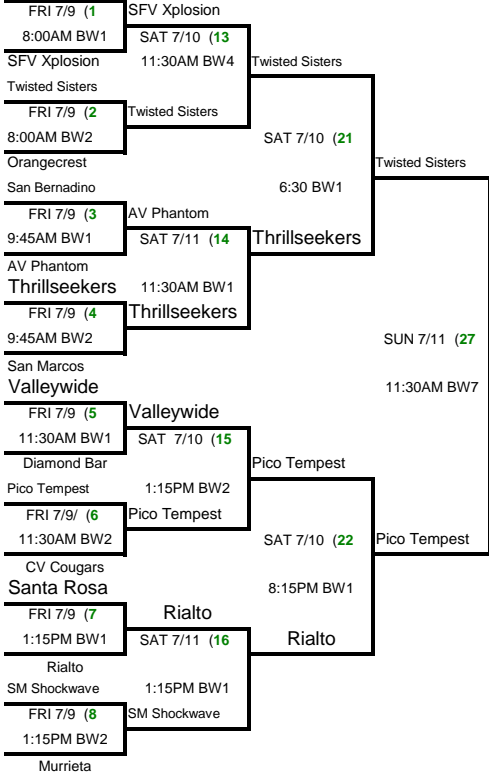 FRI 7/9 (1
SFV Xplosion
8:00AM BW1
SAT 7/10 (13
SFV Xplosion
11:30AM BW4
Twisted Sisters
Twisted Sisters
FRI 7/9 (2
Twisted Sisters
8:00AM BW2
SAT 7/10 (21
Orangecrest
Twisted Sisters
San Bernadino
6:30 BW1
FRI 7/9 (3
AV Phantom
9:45AM BW1
SAT 7/11 (14
Thrillseekers
AV Phantom
Thrillseekers
11:30AM BW1
FRI 7/9 (4
Thrillseekers
9:45AM BW2
SUN 7/11 (27
San Marcos
Valleywide
11:30AM BW7
FRI 7/9 (5
Valleywide
11:30AM BW1
SAT 7/10 (15
Diamond Bar
Pico Tempest
Pico Tempest
1:15PM BW2
FRI 7/9/ (6
Pico Tempest
11:30AM BW2
SAT 7/10 (22
Pico Tempest
CV Cougars
Santa Rosa
8:15PM BW1
FRI 7/9 (7
Rialto
1:15PM BW1
SAT 7/11 (16
Rialto
Rialto
SM Shockwave
1:15PM BW1
FRI 7/9 (8
SM Shockwave
1:15PM BW2
Murrieta